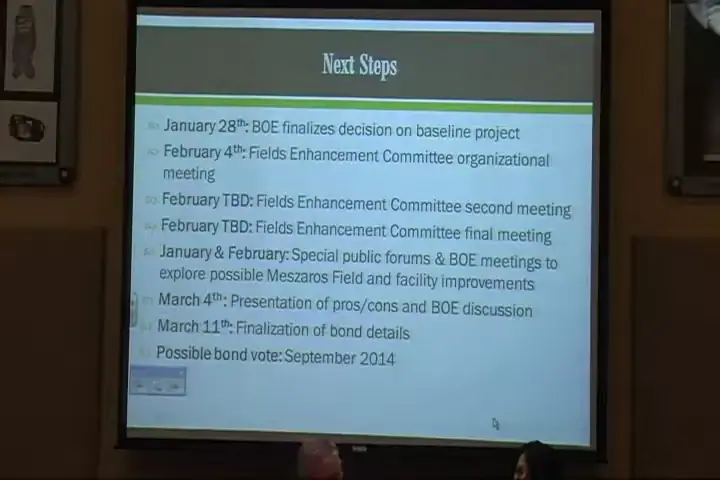 Next Steps
January 28th: BOE finalizes decision on baseline project
February 4th: Fields Enhancement Committee organizational
meeting
February TBD: Fields Enhancement Committee second meeting
February TBD: Fields Enhancement Committee final meeting
January & February: Special public forums & BOE meetings to
explore possible Meszaros Field and facility improvements
March 4th: Presentation of pros/cons and BOE discussion
March 11th: Finalization of bond details
Possible bond vote: September 2014